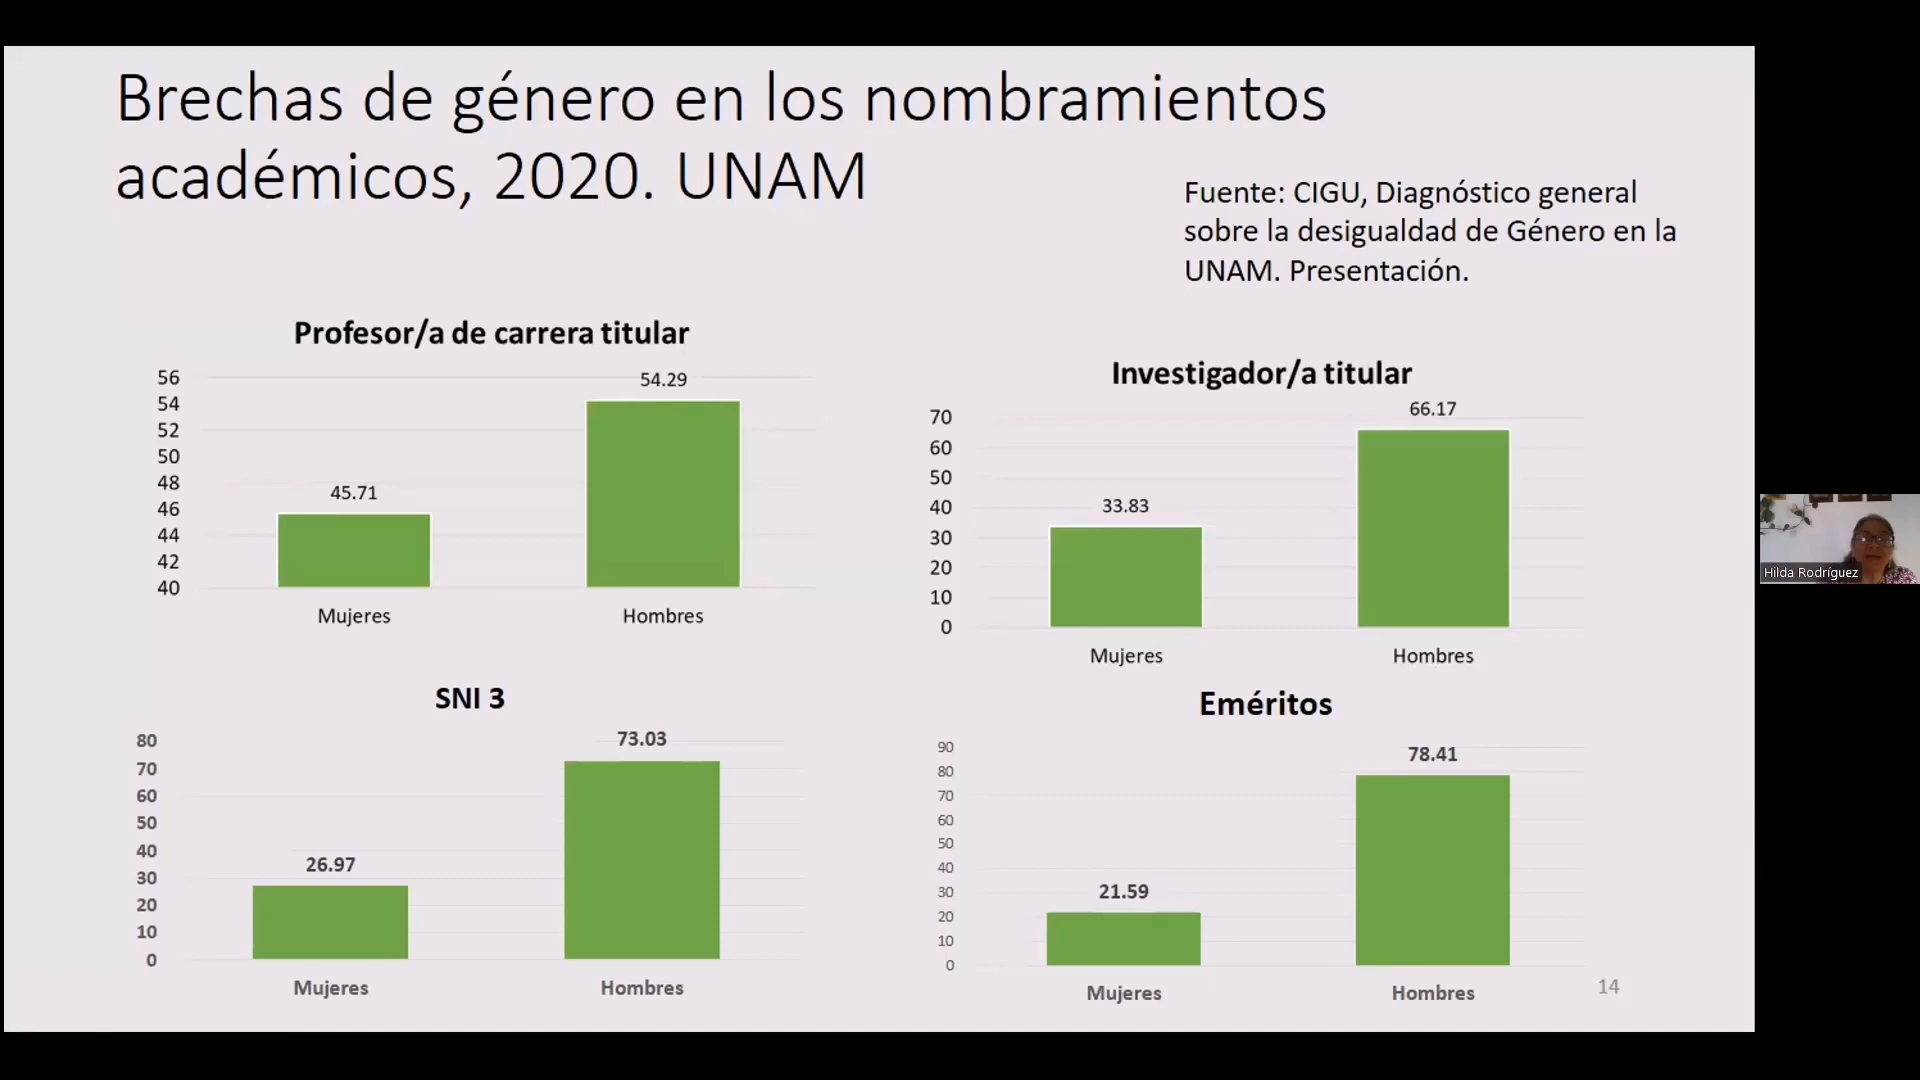 Brechas de género en los nombramientos
académicos, 2020. UNAM
Fuente: CIGU, Diagnóstico general
sobre la desigualdad de Género en la
UNAM. Presentación.
Profesor/a de carrera titular
56
54
52
50
48
46
44
42
40
45.71
54.29
Mujeres
Hombres
Investigador/a titular
70
60
50
40
30
20
10
0
33.83
66.17
Mujeres
Hombres
SNI 3
80
70
60
50
40
30
20
10
0
26.97
73.03
Mujeres
Hombres
Eméritos
90
80
70
60
50
40
30
20
10
0
21.59
78.41
Mujeres
Hombres
14
Hilda Rodríguez